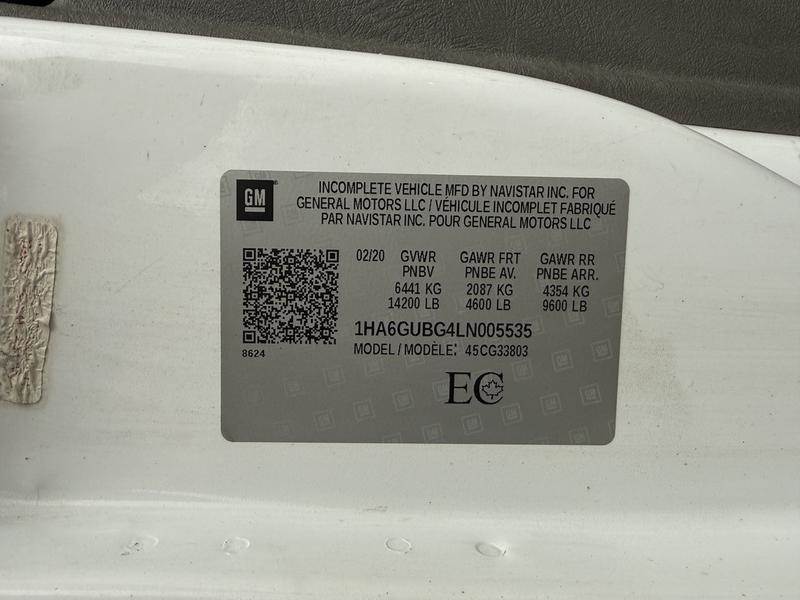 GM
INCOMPLETE VEHICLE MFD BY NAVISTAR INC. FOR
GENERAL MOTORS LLC / VÉHICULE INCOMPLET FABRIQUÉ
PAR NAVISTAR INC. POUR GENERAL MOTORS LLC
02/20 GVWR GAWR FRT GAWR RR
PNBV PNBE AV. PNBE ARR.
6441 KG 2087 KG 4354 KG
14200 LB 4600 LB 9600 LB
1HA6GUBG4LN005535
8624 MODEL / MODÈLE: 45CG33803
EC